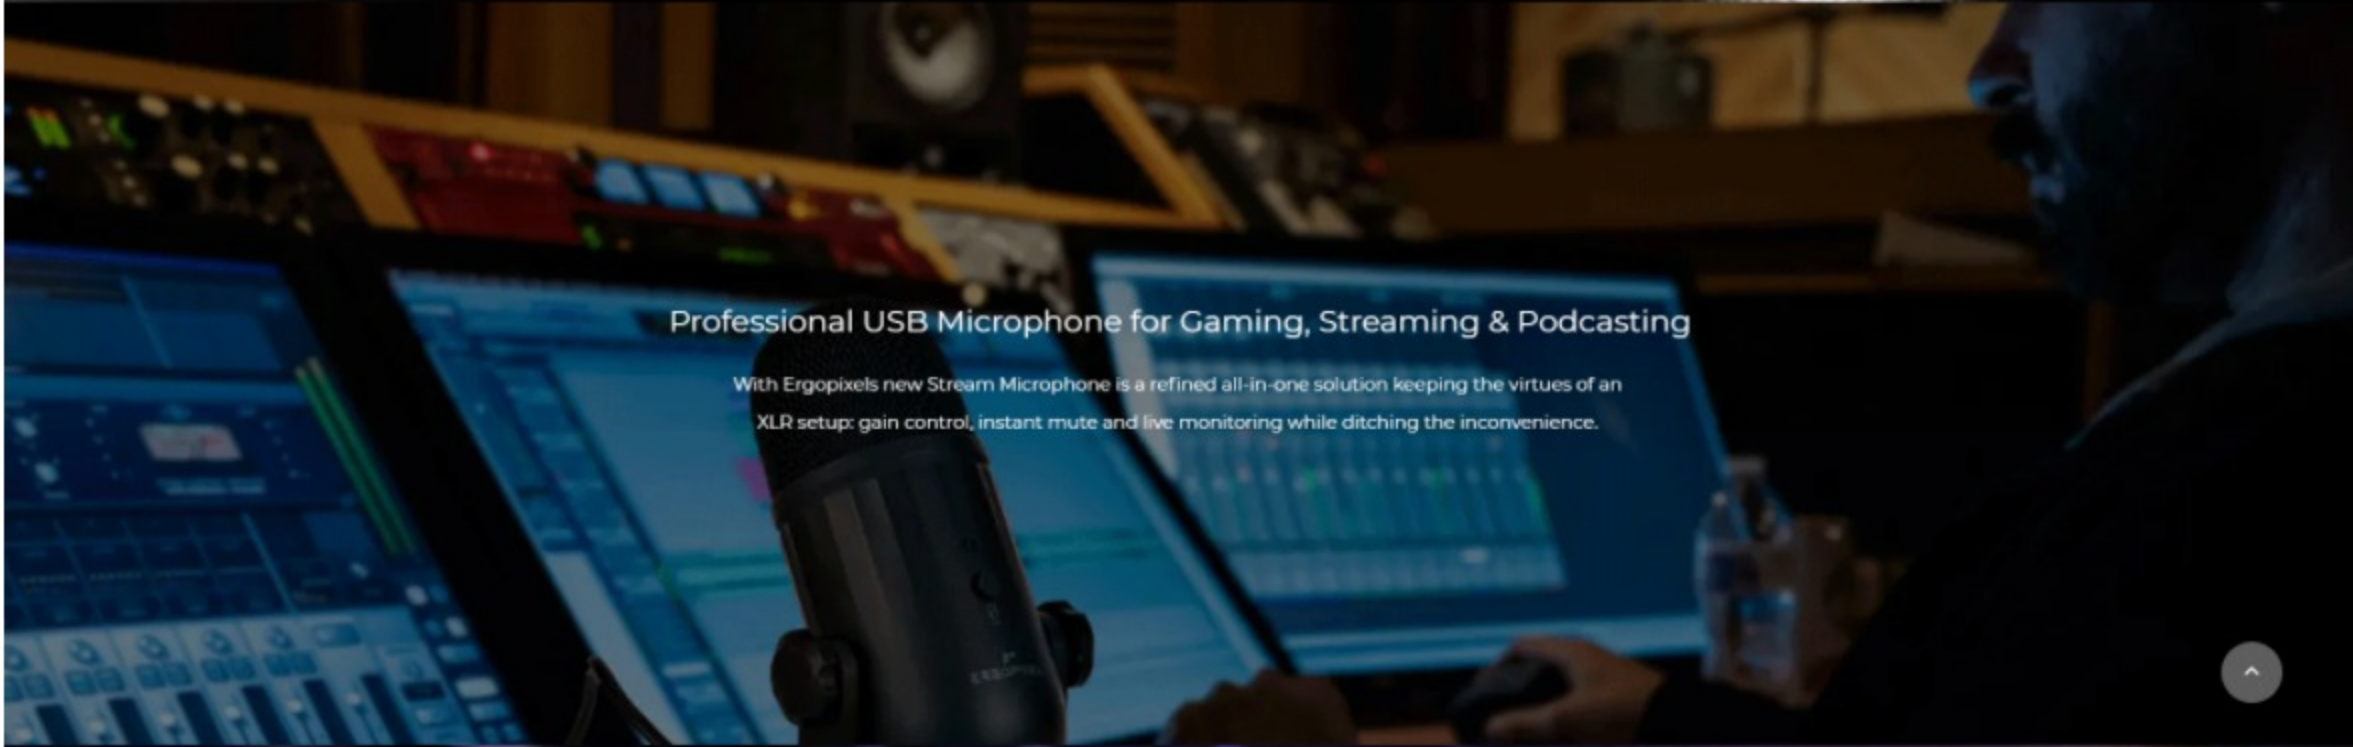 Professional USB Microphone for Gaming, Streaming & Podcasting
With Ergopixels new Stream Microphone is a refined all-in-one solution keeping the virtues of an
XLR setup: gain control, instant mute and live monitoring while ditching the inconvenience.